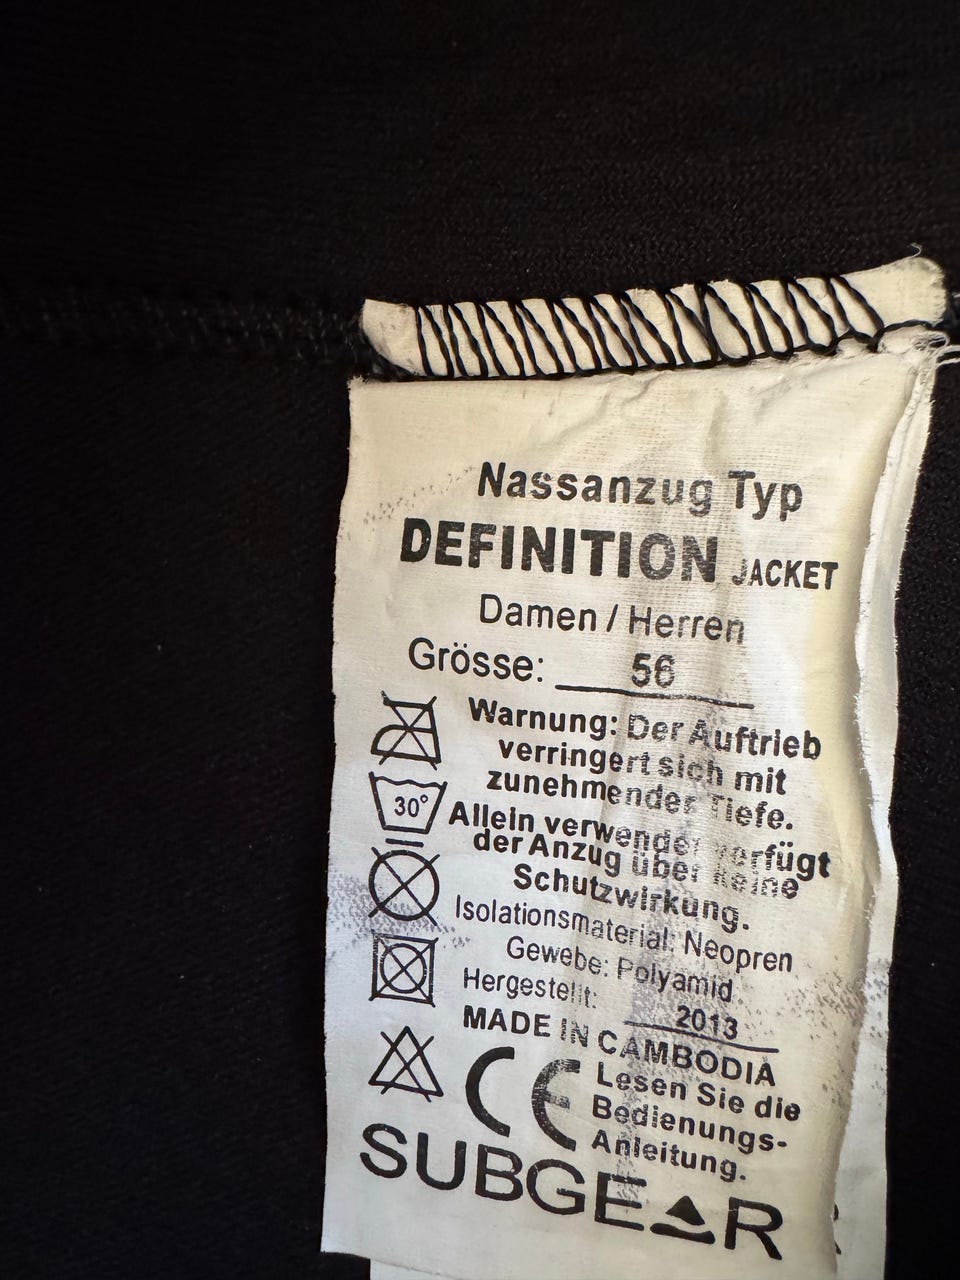 Nassanzug Typ
DEFINITION JACKET
Damen / Herren
Grösse: 56
Warnung: Der Auftrieb
verringert sich mit
zunehmender Tiefe.
30°
Allein verwendet verfügt
der Anzug über keine
Schutzwirkung.
Isolationsmaterial: Neopren
Gewebe: Polyamid
Hergestellt: 2013
MADE IN CAMBODIA
CE
Lesen Sie die
Bedienungs-
Anleitung.
SUBGEAR